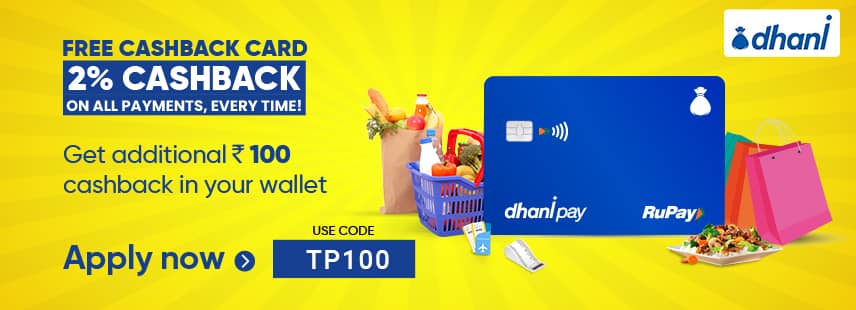 dhani
FREE CASHBACK CARD
2% CASHBACK
ON ALL PAYMENTS, EVERY TIME!
Get additional ₹ 100
cashback in your wallet
USE CODE
Apply now
TP100
dhani pay
RuPay